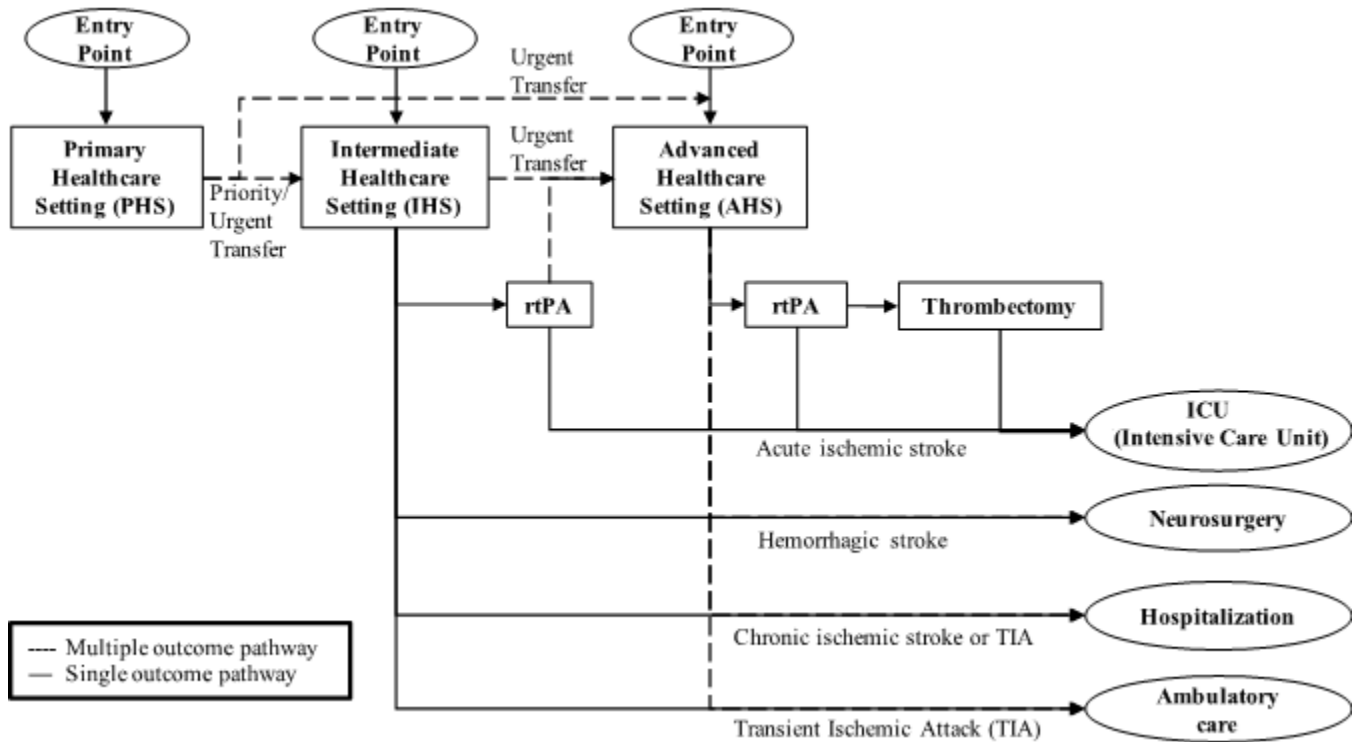 Entry
Point
Entry
Point
Entry
Point
Urgent
Transfer
Primary
Healthcare
Setting (PHS)
Priority/
Urgent
Transfer
Intermediate
Healthcare
Setting (IHS)
Urgent
Transfer
Advanced
Healthcare
Setting (AHS)
rtPA
rtPA
Thrombectomy
ICU
(Intensive Care Unit)
Acute ischemic stroke
Neurosurgery
Hemorrhagic stroke
Hospitalization
Chronic ischemic stroke or TIA
Ambulatory
care
Transient Ischemic Attack (TIA)
---- Multiple outcome pathway
— Single outcome pathway